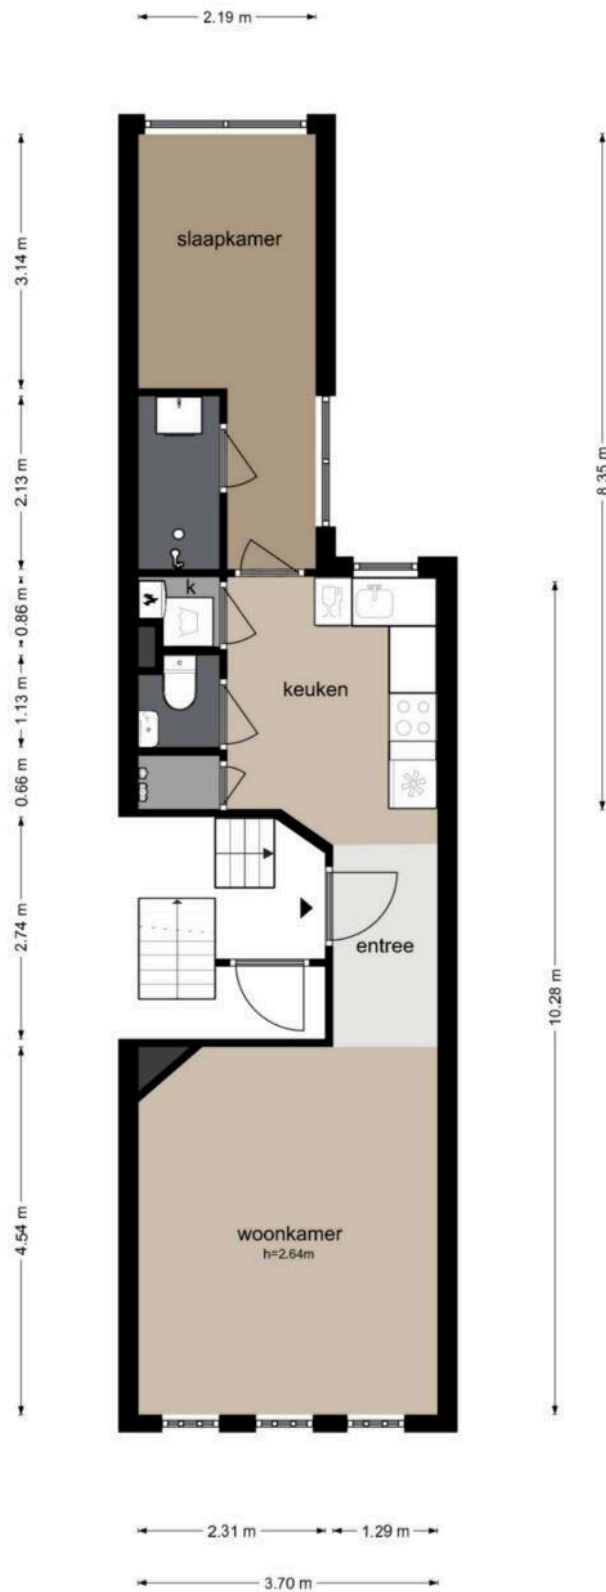 2.19 m
slaapkamer
3.14 m
8.35 m
2.13 m
k
0.86 m
keuken
1.13 m
0.66 m
entree
2.74 m
10.28 m
woonkamer
h=2.64m
4.54 m
2.31 m
1.29 m
3.70 m